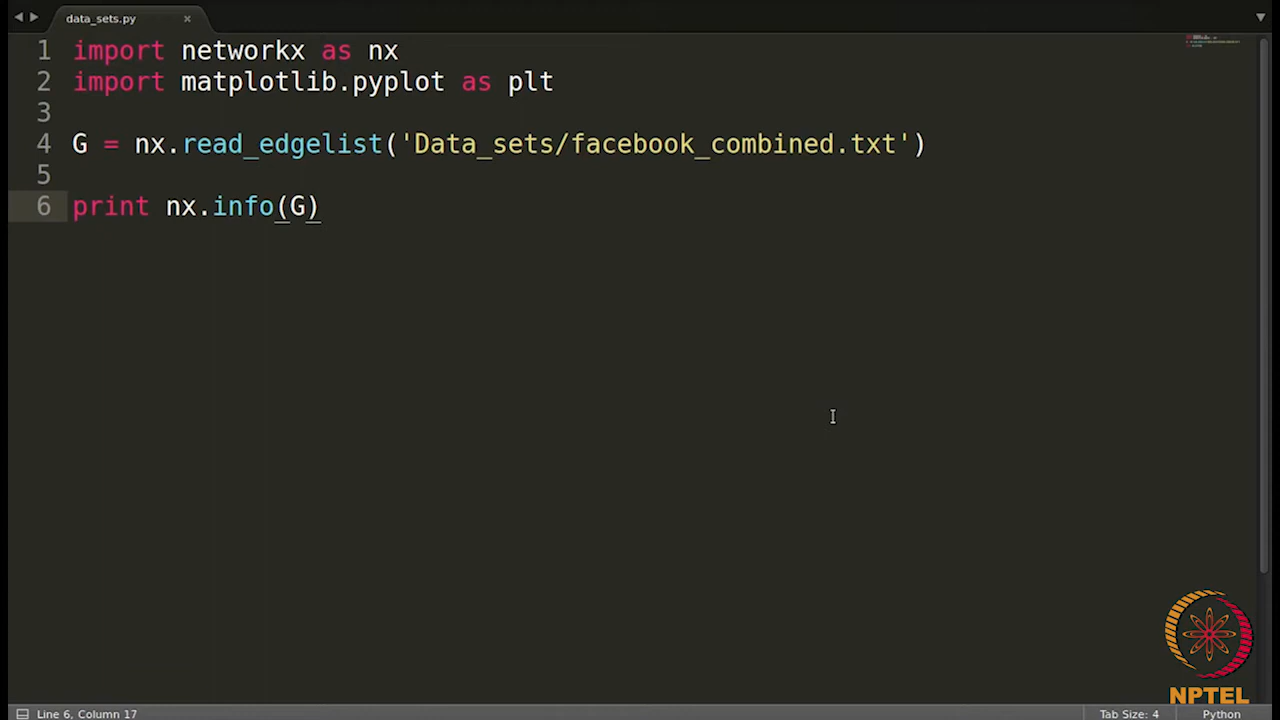 data_sets.py ×
1 import networkx as nx
2 import matplotlib.pyplot as plt
3
4 G = nx.read_edgelist('Data_sets/facebook_combined.txt')
5
6 print nx.info(G)
NPTEL
Line 6, Column 17 Tab Size: 4 Python